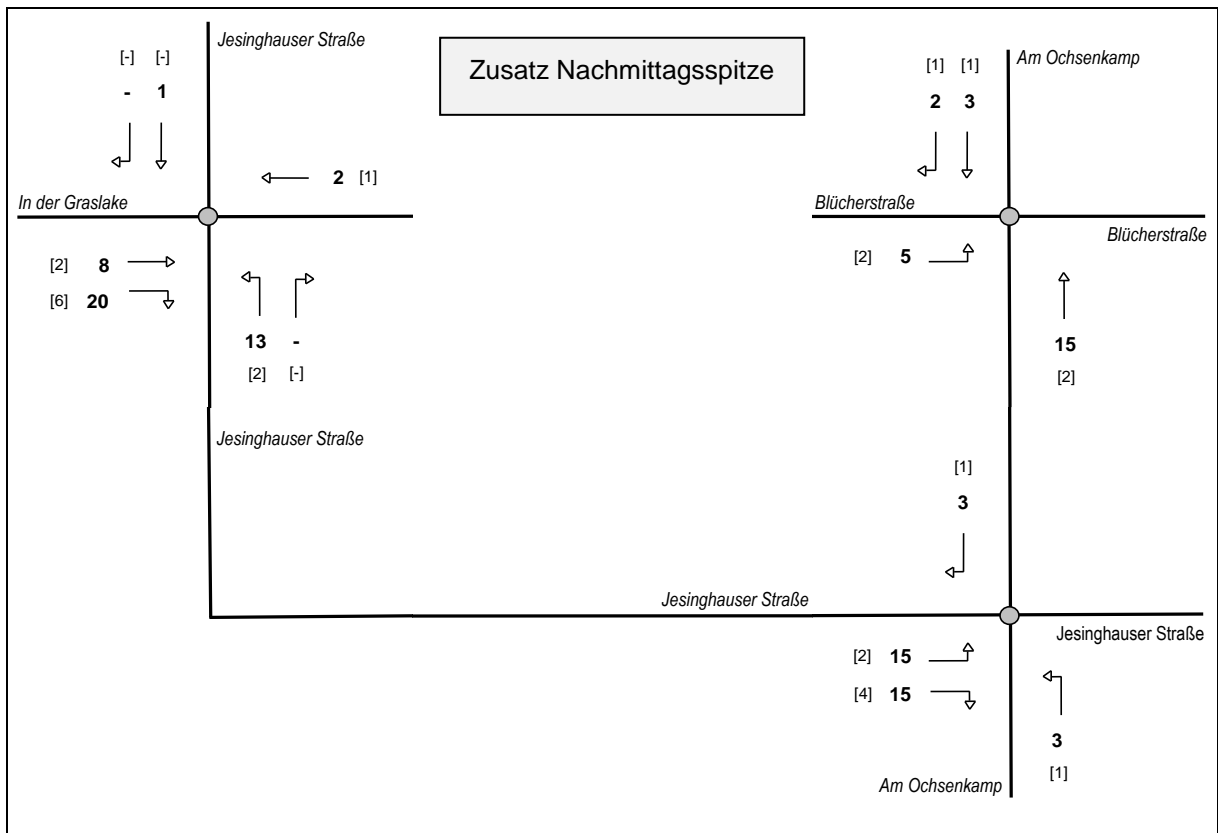 Jesinghauser Straße
Zusatz Nachmittagsspitze
[-] [-]
- 1
2 [1]
In der Graslake
[2] 8
[6] 20
13 -
[2] [-]
Jesinghauser Straße
Am Ochsenkamp
[1] [1]
2 3
Blücherstraße
Blücherstraße
[2] 5
15
[2]
[1]
3
Jesinghauser Straße
Jesinghauser Straße
[2] 15
[4] 15
3
[1]
Am Ochsenkamp